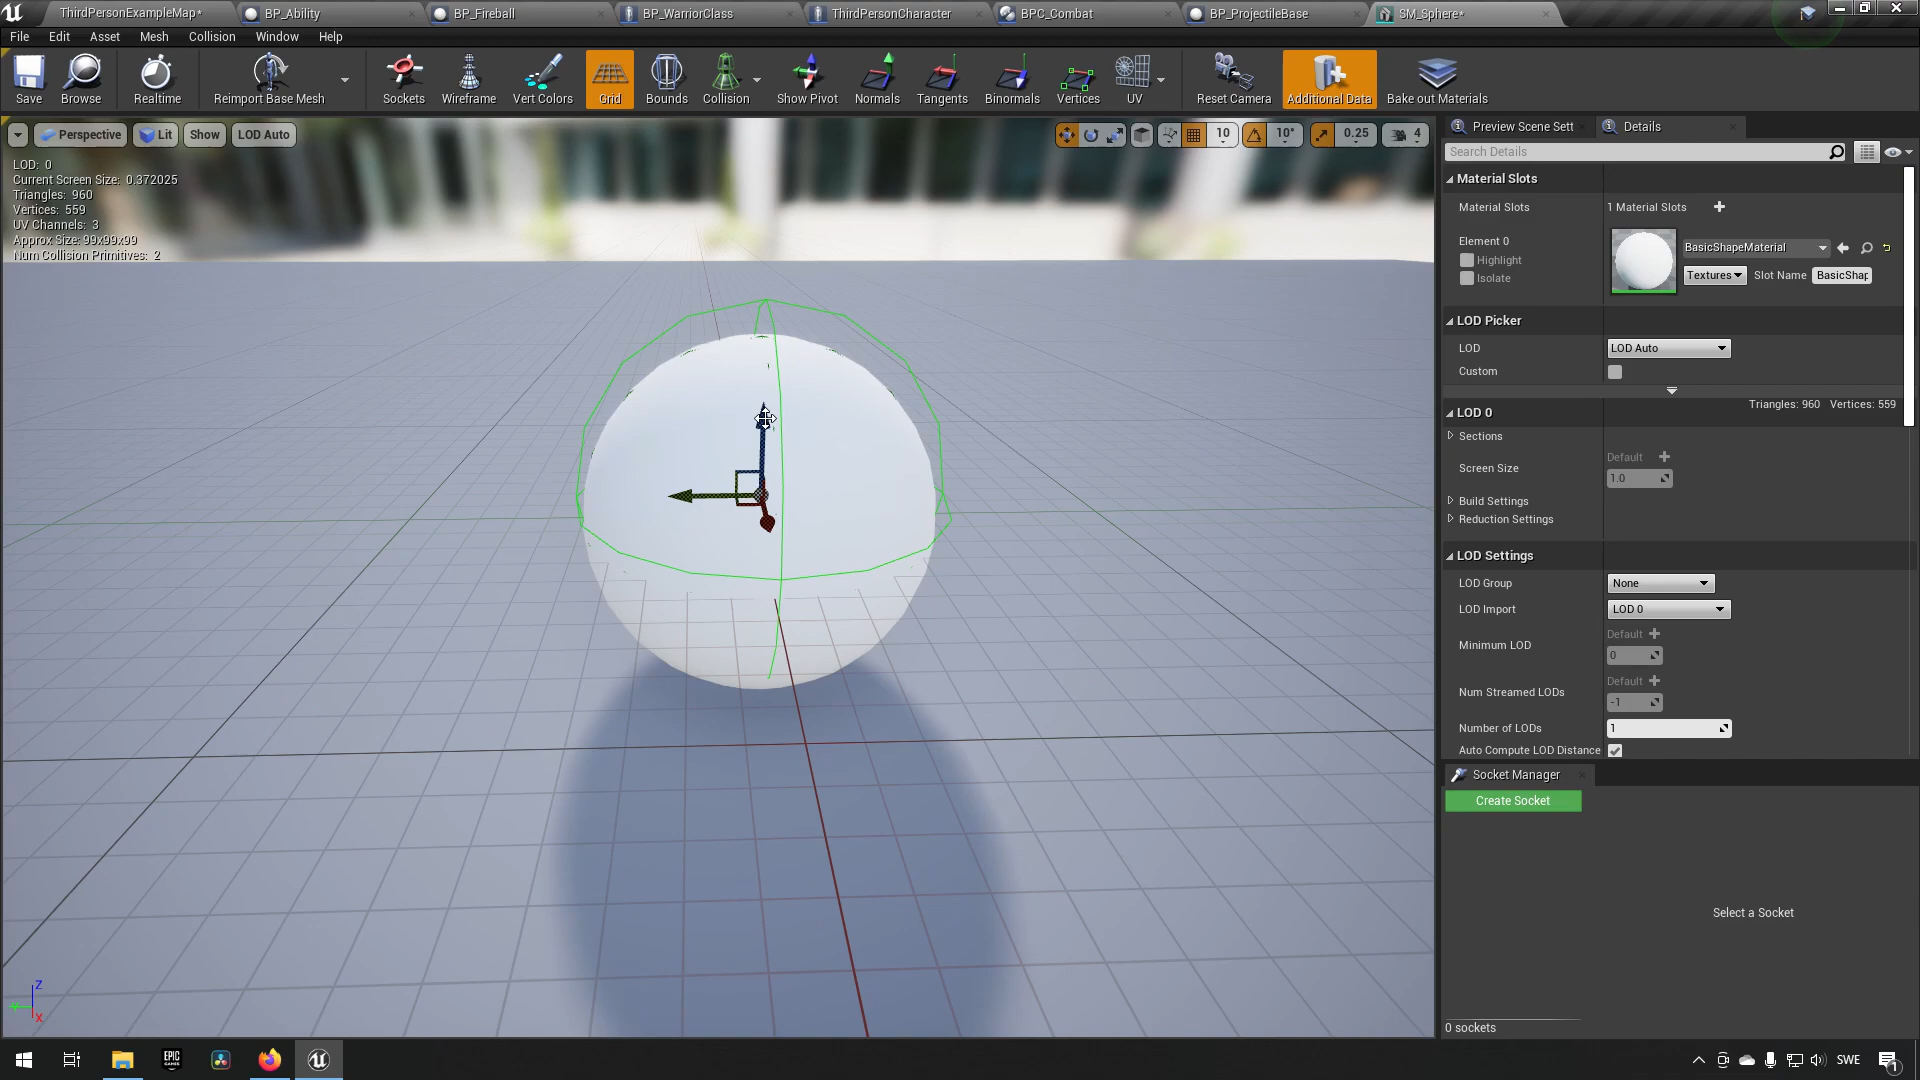 ThirdPersonExampleMap*
BP_Ability
BP_Fireball
BP_WarriorClass
ThirdPersonCharacter
BPC_Combat
BP_ProjectileBase
SM_Sphere*
File Edit Asset Mesh Collision Window Help
Save Browse Realtime Reimport Base Mesh Sockets Wireframe Vert Colors Grid Bounds Collision Show Pivot Normals Tangents Binormals Vertices UV Reset Camera Additional Data Bake out Materials
Perspective Lit Show LOD Auto
10 10° 0.25 4
LOD: 0
Current Screen Size: 0.372025
Triangles: 960
Vertices: 559
UV Channels: 3
Approx Size: 99x99x99
Num Collision Primitives: 2
Z
X
Preview Scene Sett Details
Search Details
Material Slots
Material Slots 1 Material Slots
Element 0
Highlight
Isolate
BasicShapeMaterial
Textures Slot Name BasicShap
LOD Picker
LOD LOD Auto
Custom
LOD 0 Triangles: 960 Vertices: 559
Sections
Screen Size Default
1.0
Build Settings
Reduction Settings
LOD Settings
LOD Group None
LOD Import LOD 0
Minimum LOD Default
0
Num Streamed LODs Default
-1
Number of LODs 1
Auto Compute LOD Distance
Socket Manager
Create Socket
Select a Socket
0 sockets
EPIC
GAMES
SWE
1